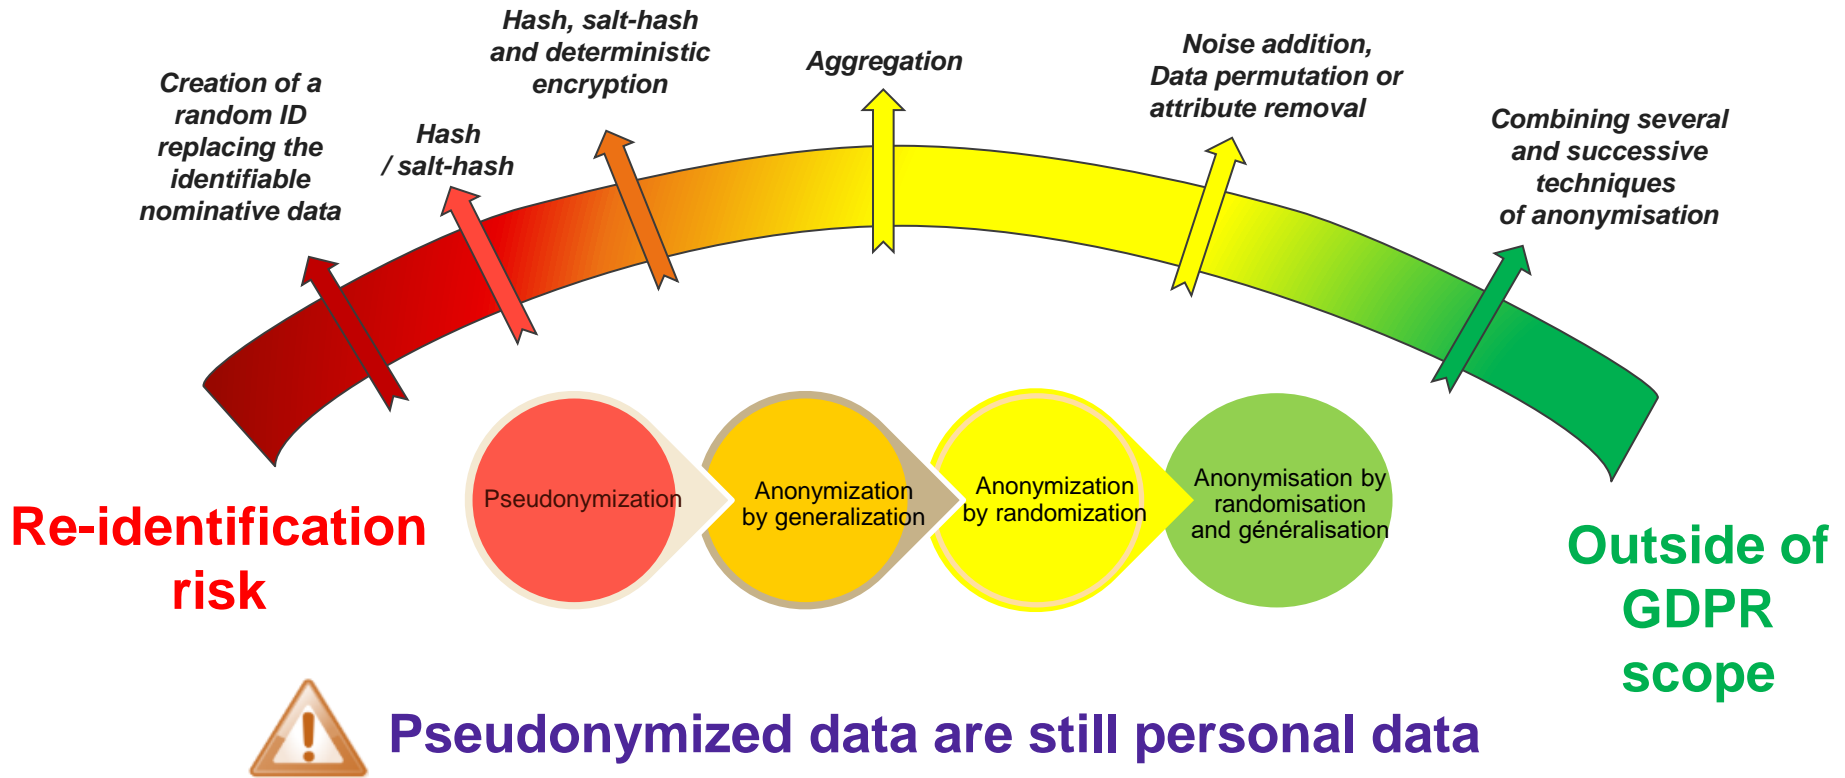 Creation of a
random ID
replacing the
identifiable
nominative data
Hash
/ salt-hash
Hash, salt-hash
and deterministic
encryption
Aggregation
Noise addition,
Data permutation or
attribute removal
Combining several
and successive
techniques
of anonymisation
Re-identification
risk
Pseudonymization
Anonymization
by generalization
Anonymization
by randomization
Anonymisation by
randomisation
and généralisation
Outside of
GDPR
scope
Pseudonymized data are still personal data